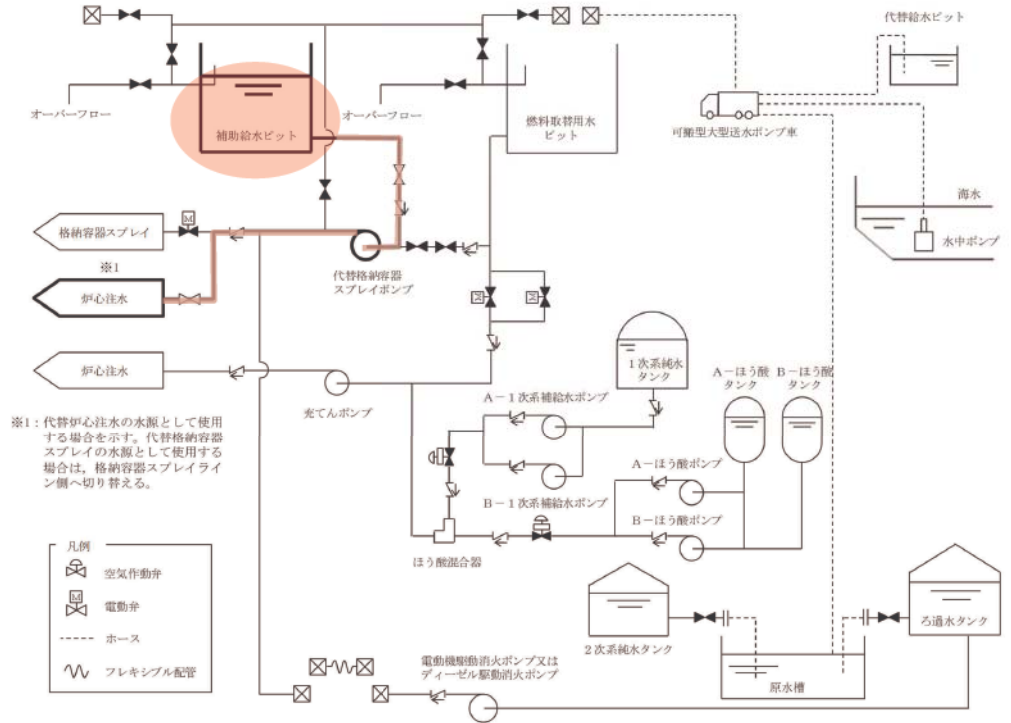 代替給水ピット
オーバーフロー
補助給水ピット
オーバーフロー
燃料取替用水
ピット
可搬型大型送水ポンプ車
海水
水中ポンプ
M
格納容器スプレイ
代替格納容器
スプレイポンプ
※1
炉心注水
M
M
炉心注水
充てんポンプ
1次系純水
タンク
A-ほう酸
タンク
B-ほう酸
タンク
※1：代替炉心注水の水源として使用
する場合を示す。代替格納容器
スプレイの水源として使用する
場合は，格納容器スプレイライ
ン側へ切り替える。
A-1次系補給水ポンプ
B-1次系補給水ポンプ
A-ほう酸ポンプ
B-ほう酸ポンプ
ほう酸混合器
凡例
空気作動弁
M
電動弁
ホース
フレキシブル配管
2次系純水タンク
ろ過水タンク
原水槽
電動機駆動消火ポンプ又は
ディーゼル駆動消火ポンプ